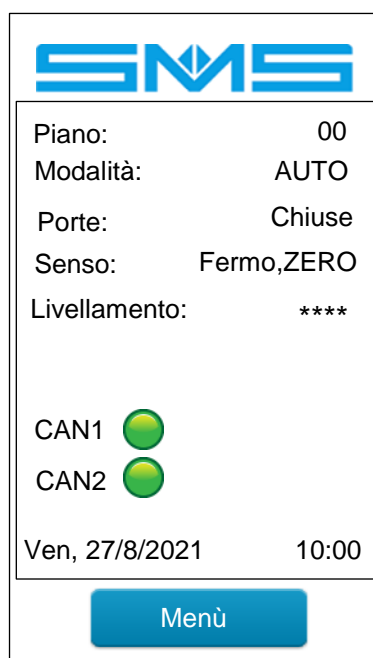 SMS
Piano: 00
Modalità: AUTO
Porte: Chiuse
Senso: Fermo,ZERO
Livellamento: ****
CAN1
CAN2
Ven, 27/8/2021 10:00
Menù